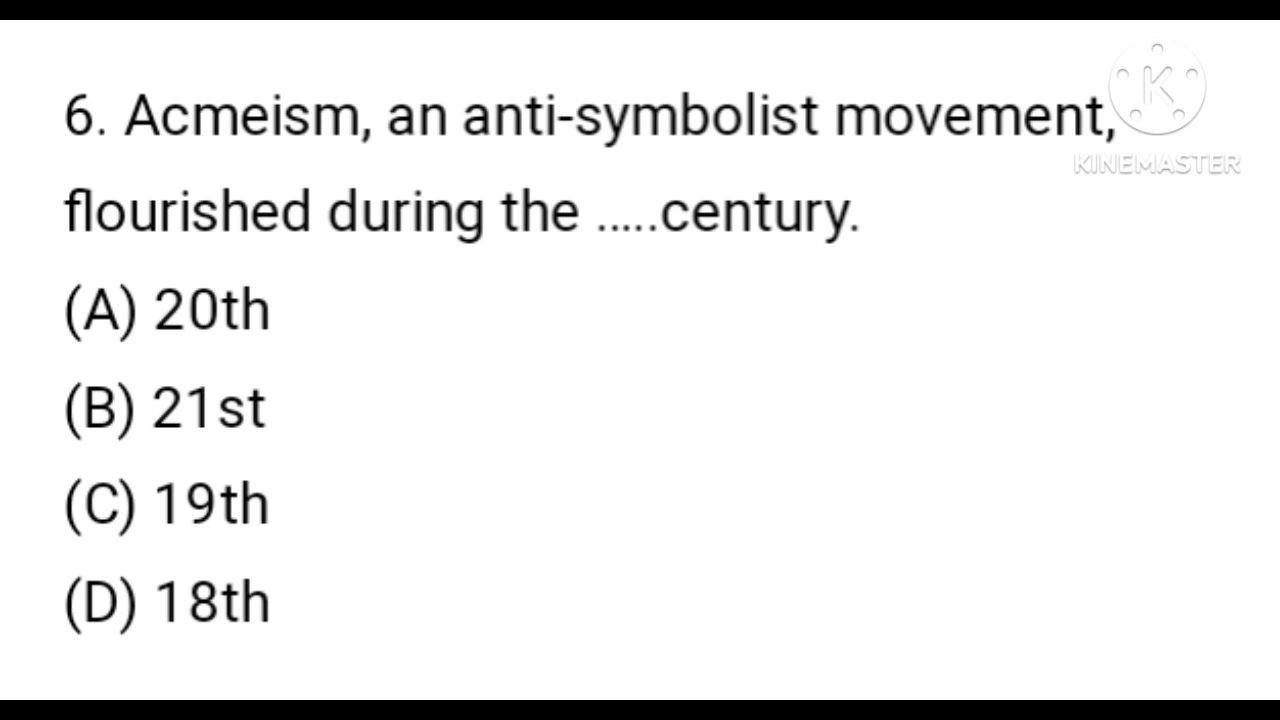 6. Acmeism, an anti-symbolist movement,
K
KINEMASTER
flourished during the .....century.
(A) 20th
(B) 21st
(C) 19th
(D) 18th